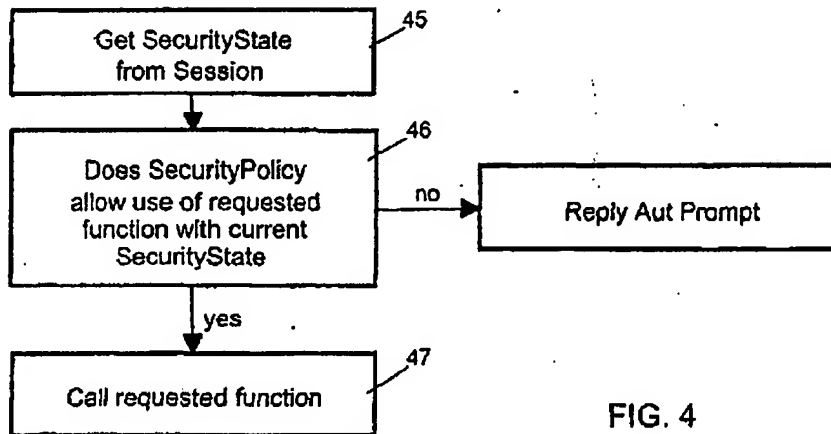 45
Get SecurityState
from Session
46
Does SecurityPolicy
allow use of requested
function with current
SecurityState
no
Reply Aut Prompt
yes
47
Call requested function
FIG. 4